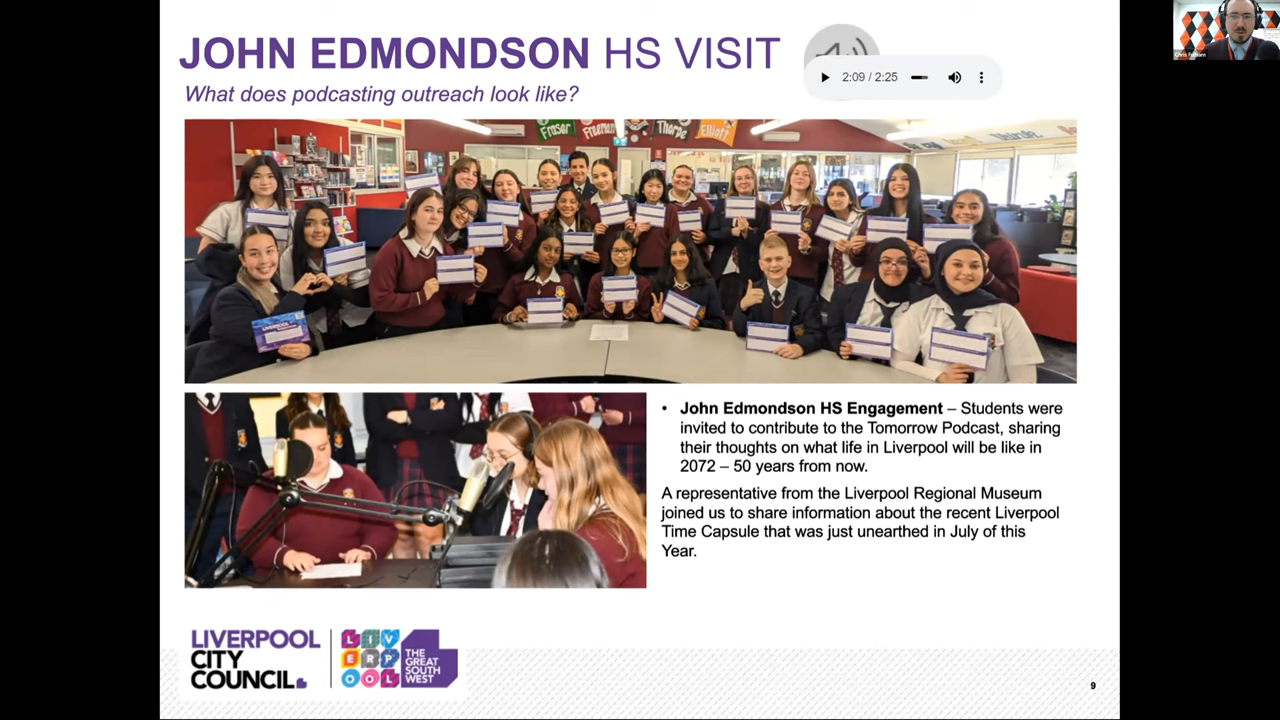 JOHN EDMONDSON HS VISIT
What does podcasting outreach look like?
2:09 / 2:25
Chris Pulham
Fraser
Freeman
Thorpe
Elliott
LIVERPOOL
• John Edmondson HS Engagement – Students were
invited to contribute to the Tomorrow Podcast, sharing
their thoughts on what life in Liverpool will be like in
2072 – 50 years from now.
A representative from the Liverpool Regional Museum
joined us to share information about the recent Liverpool
Time Capsule that was just unearthed in July of this
Year.
LIVERPOOL
CITY
COUNCIL
LIV
ERP
OOL
THE
GREAT
SOUTH
WEST
9